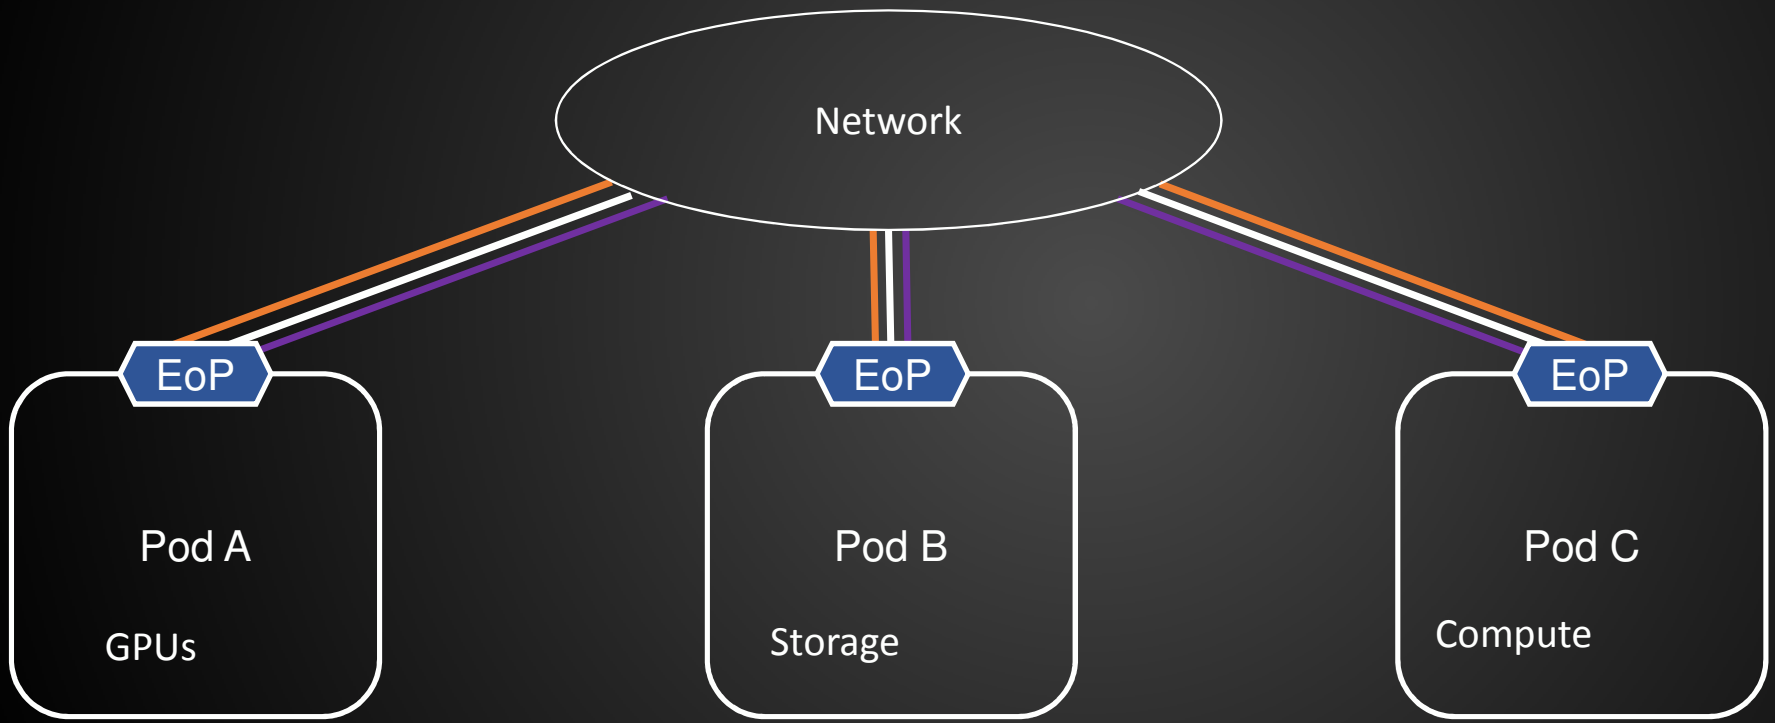 Network
EoP
EoP
EoP
Pod A
Pod B
Pod C
GPUs
Storage
Compute